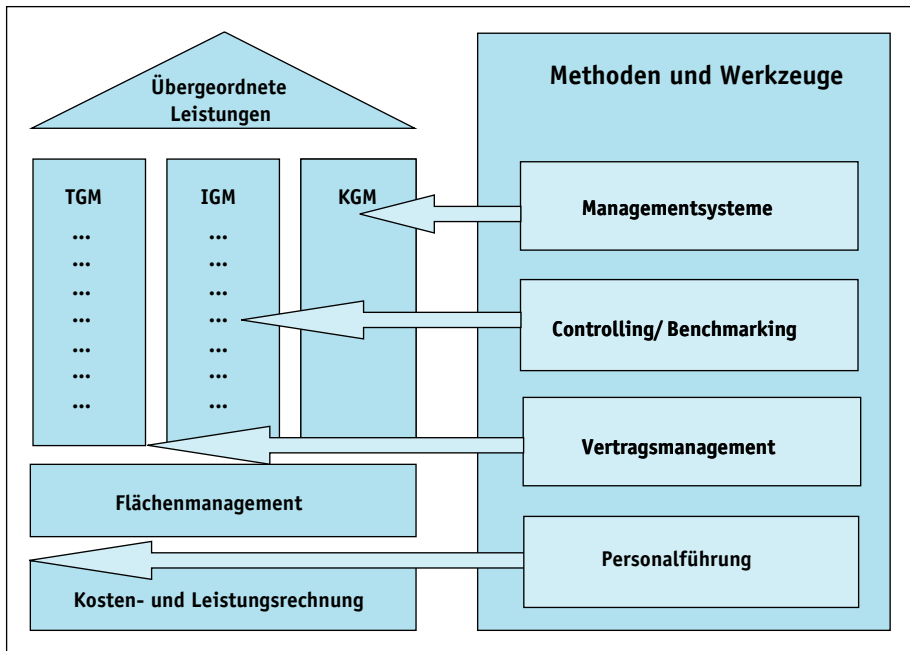 Übergeordnete
Leistungen
TGM
...
...
...
...
...
...
...
IGM
...
...
...
...
...
...
...
KGM
Flächenmanagement
Kosten- und Leistungsrechnung
Methoden und Werkzeuge
Managementsysteme
Controlling/ Benchmarking
Vertragsmanagement
Personalführung